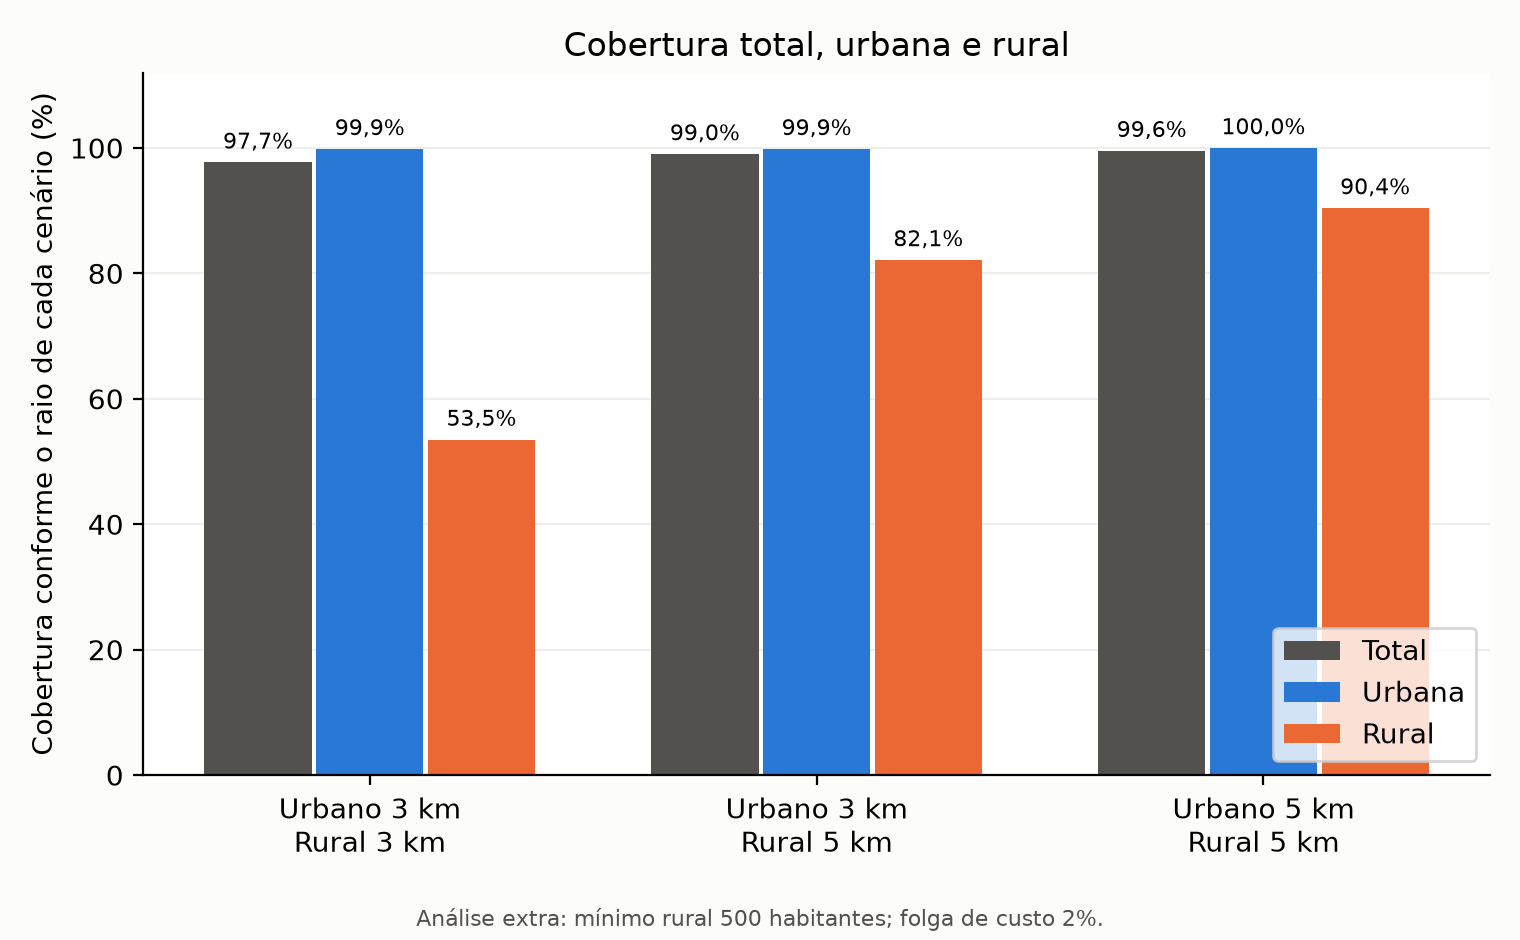 Cobertura total, urbana e rural
Cobertura conforme o raio de cada cenário (%)
100
80
60
40
20
0
97,7%
99,9%
53,5%
99,0%
99,9%
82,1%
99,6%
100,0%
90,4%
Total
Urbana
Rural
Urbano 3 km
Rural 3 km
Urbano 3 km
Rural 5 km
Urbano 5 km
Rural 5 km
Análise extra: mínimo rural 500 habitantes; folga de custo 2%.